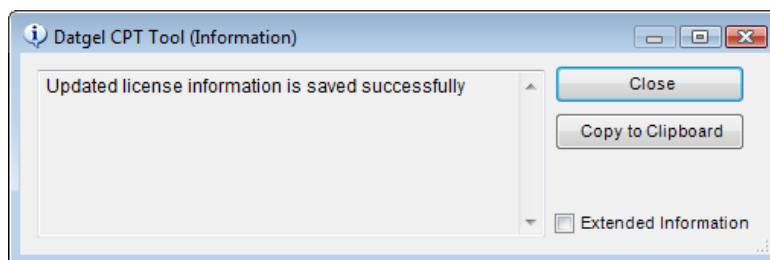 Datgel CPT Tool (Information)
Updated license information is saved successfully
Close
Copy to Clipboard
Extended Information